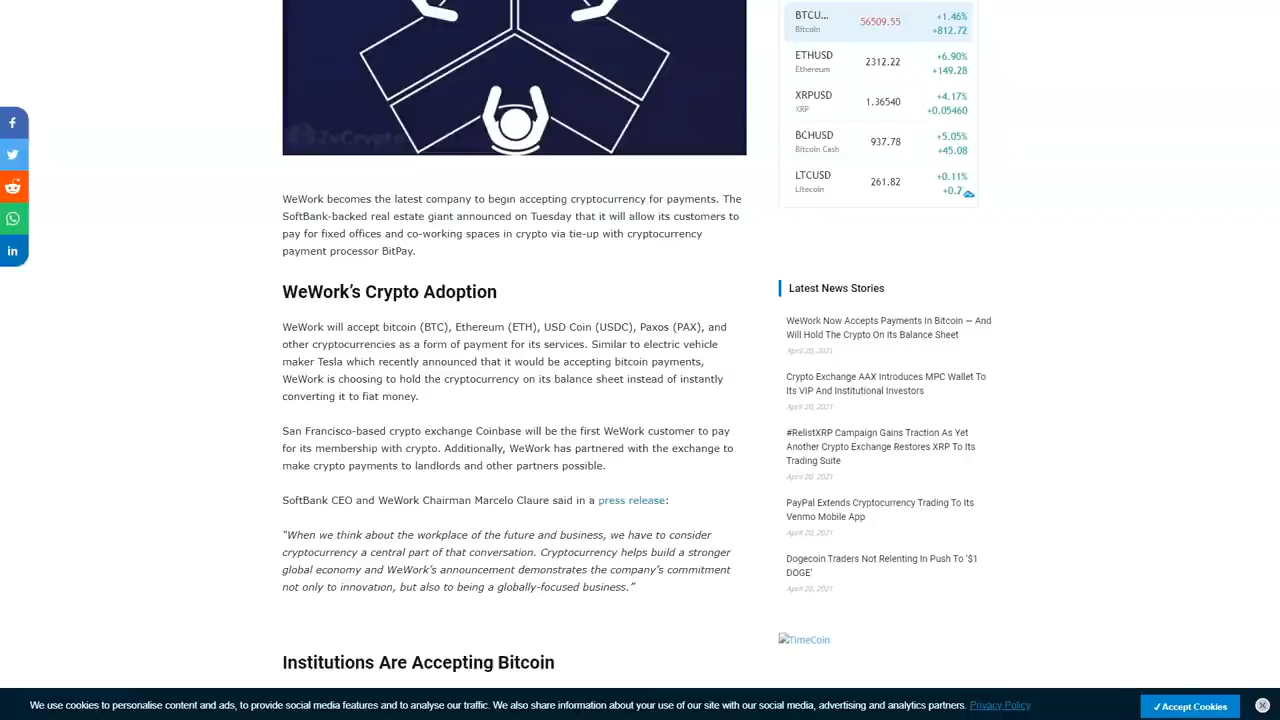 ZyCrypto
WeWork becomes the latest company to begin accepting cryptocurrency for payments. The
SoftBank-backed real estate giant announced on Tuesday that it will allow its customers to
pay for fixed offices and co-working spaces in crypto via tie-up with cryptocurrency
payment processor BitPay.
WeWork’s Crypto Adoption
WeWork will accept bitcoin (BTC), Ethereum (ETH), USD Coin (USDC), Paxos (PAX), and
other cryptocurrencies as a form of payment for its services. Similar to electric vehicle
maker Tesla which recently announced that it would be accepting bitcoin payments,
WeWork is choosing to hold the cryptocurrency on its balance sheet instead of instantly
converting it to fiat money.
San Francisco-based crypto exchange Coinbase will be the first WeWork customer to pay
for its membership with crypto. Additionally, WeWork has partnered with the exchange to
make crypto payments to landlords and other partners possible.
SoftBank CEO and WeWork Chairman Marcelo Claure said in a press release:
“When we think about the workplace of the future and business, we have to consider
cryptocurrency a central part of that conversation. Cryptocurrency helps build a stronger
global economy and WeWork’s announcement demonstrates the company’s commitment
not only to innovation, but also to being a globally-focused business.”
Institutions Are Accepting Bitcoin
BTCU... 56509.55 +1.46%
Bitcoin +812.72
ETHUSD 2312.22 +6.90%
Ethereum +149.28
XRPUSD 1.36540 +4.17%
XRP +0.05460
BCHUSD 937.78 +5.05%
Bitcoin Cash +45.08
LTCUSD 261.82 +0.11%
Litecoin
Latest News Stories
WeWork Now Accepts Payments In Bitcoin — And
Will Hold The Crypto On Its Balance Sheet
April 20, 2021
Crypto Exchange AAX Introduces MPC Wallet To
Its VIP And Institutional Investors
April 20, 2021
#RelistXRP Campaign Gains Traction As Yet
Another Crypto Exchange Restores XRP To Its
Trading Suite
April 20, 2021
PayPal Extends Cryptocurrency Trading To Its
Venmo Mobile App
April 20, 2021
Dogecoin Traders Not Relenting In Push To '$1
DOGE'
April 20, 2021
TimeCoin
We use cookies to personalise content and ads, to provide social media features and to analyse our traffic. We also share information about your use of our site with our social media, advertising and analytics partners. Privacy Policy
✓Accept Cookies